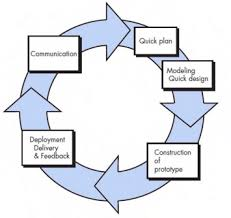 Communication
Quick plan
Modeling
Quick design
Construction
of
prototype
Deployment
Delivery
& Feedback